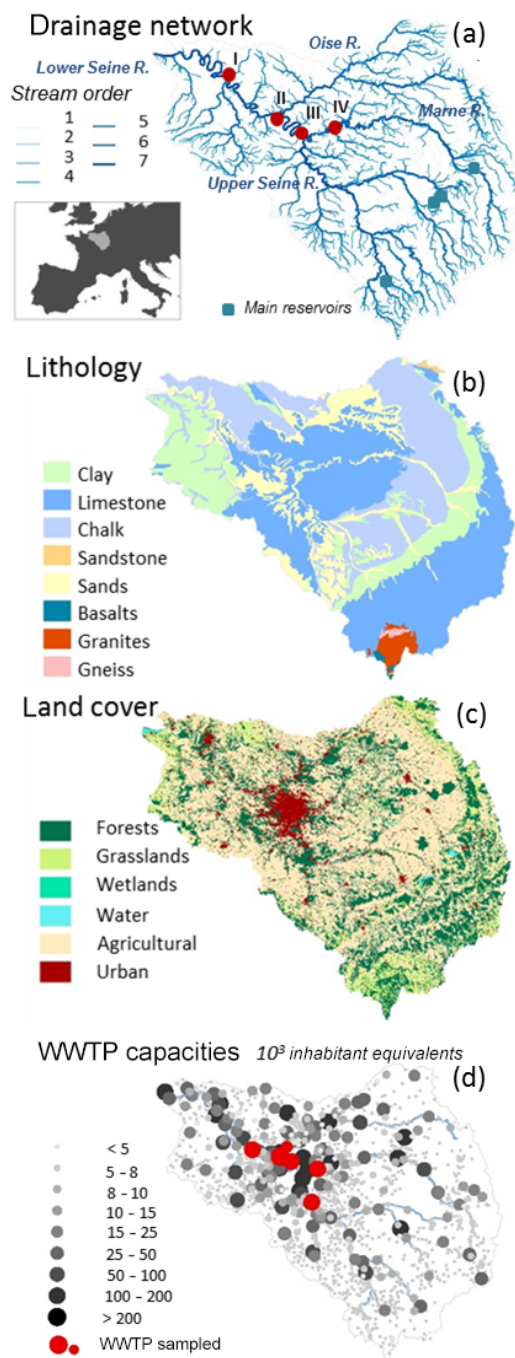 Drainage network
(a)
Lower Seine R.
I
Oise R.
Stream order
II
III
IV
Marne R.
1 5
2 6
3 7
4
Upper Seine R.
Main reservoirs
Lithology
(b)
Clay
Limestone
Chalk
Sandstone
Sands
Basalts
Granites
Gneiss
Land cover
(c)
Forests
Grasslands
Wetlands
Water
Agricultural
Urban
WWTP capacities 10³ inhabitant equivalents
(d)
< 5
5 - 8
8 - 10
10 - 15
15 - 25
25 - 50
50 - 100
100 - 200
> 200
WWTP sampled